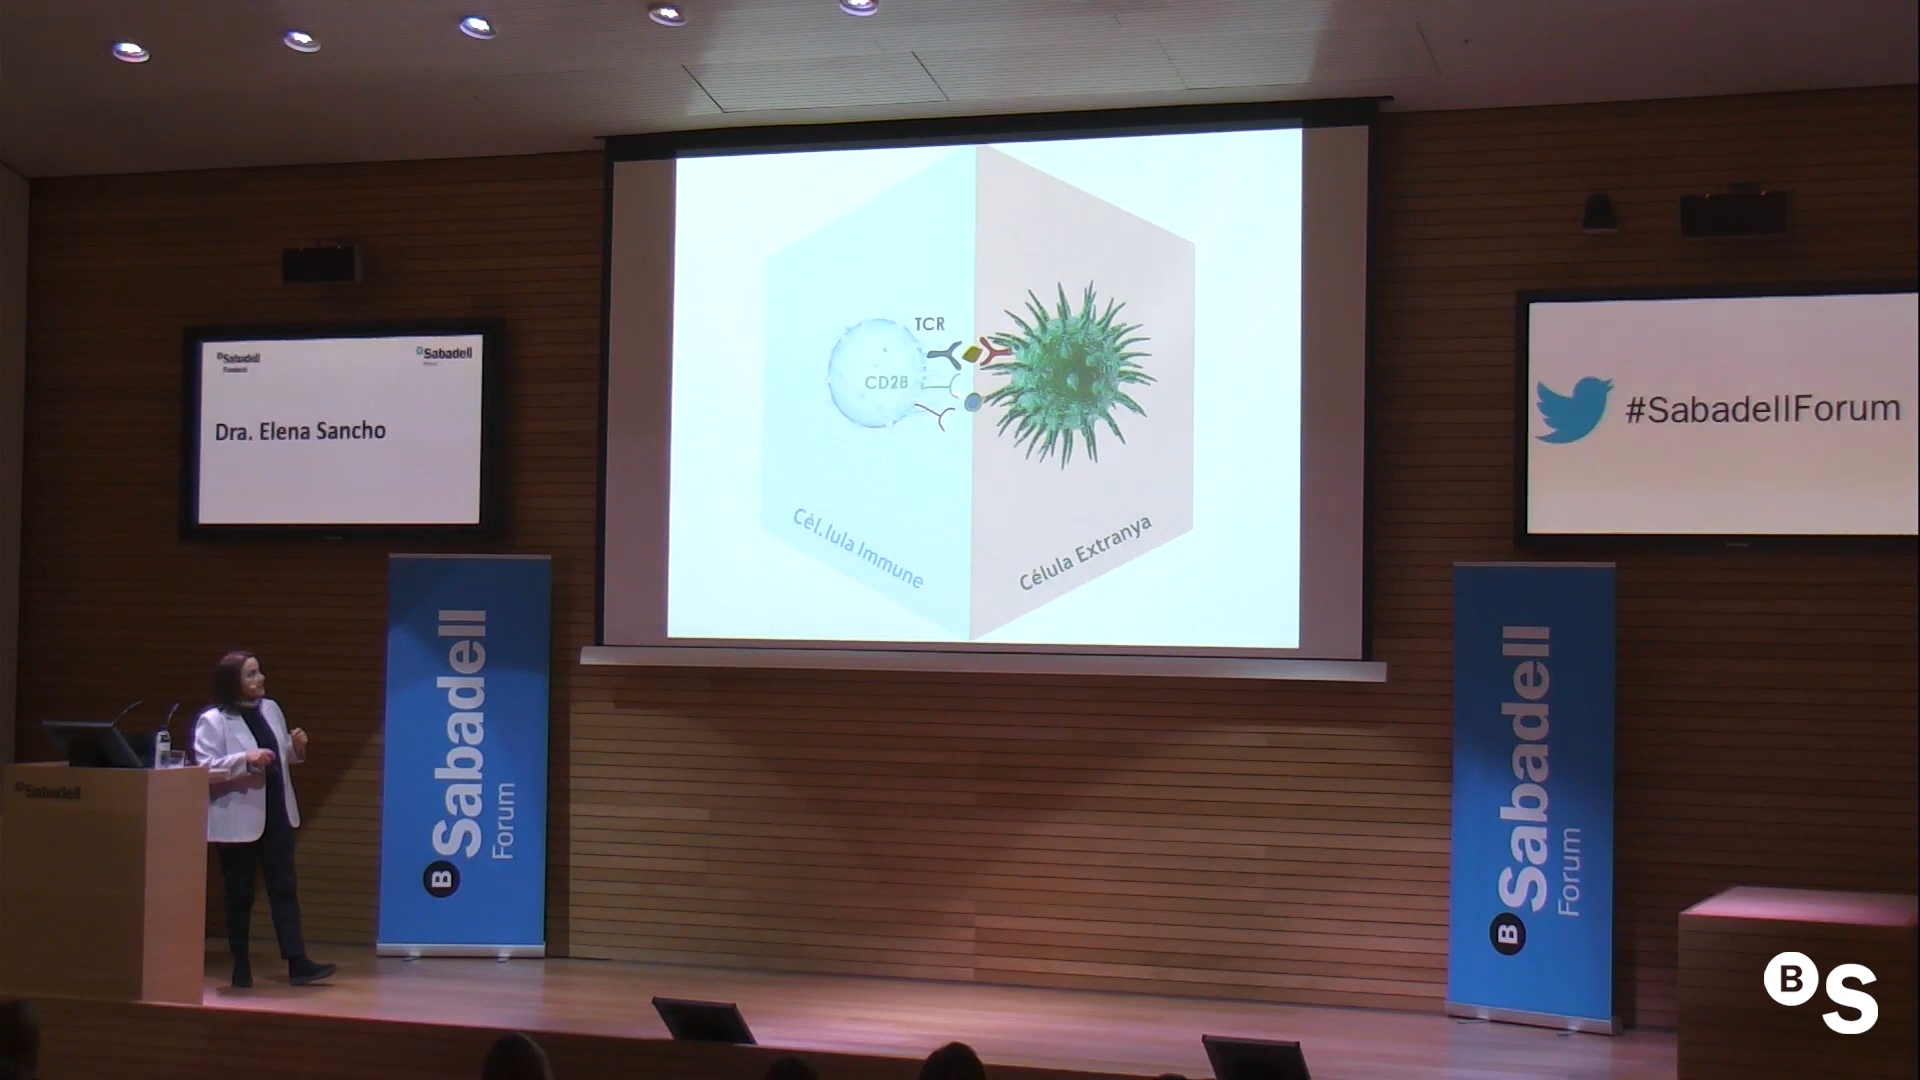 TCR
CD28
Cèl.lula Immune
Célula Extranya
Sabadell
Sabadell
Dra. Elena Sancho
#SabadellForum
Sabadell
B Sabadell
Forum
B Sabadell
Forum
BS